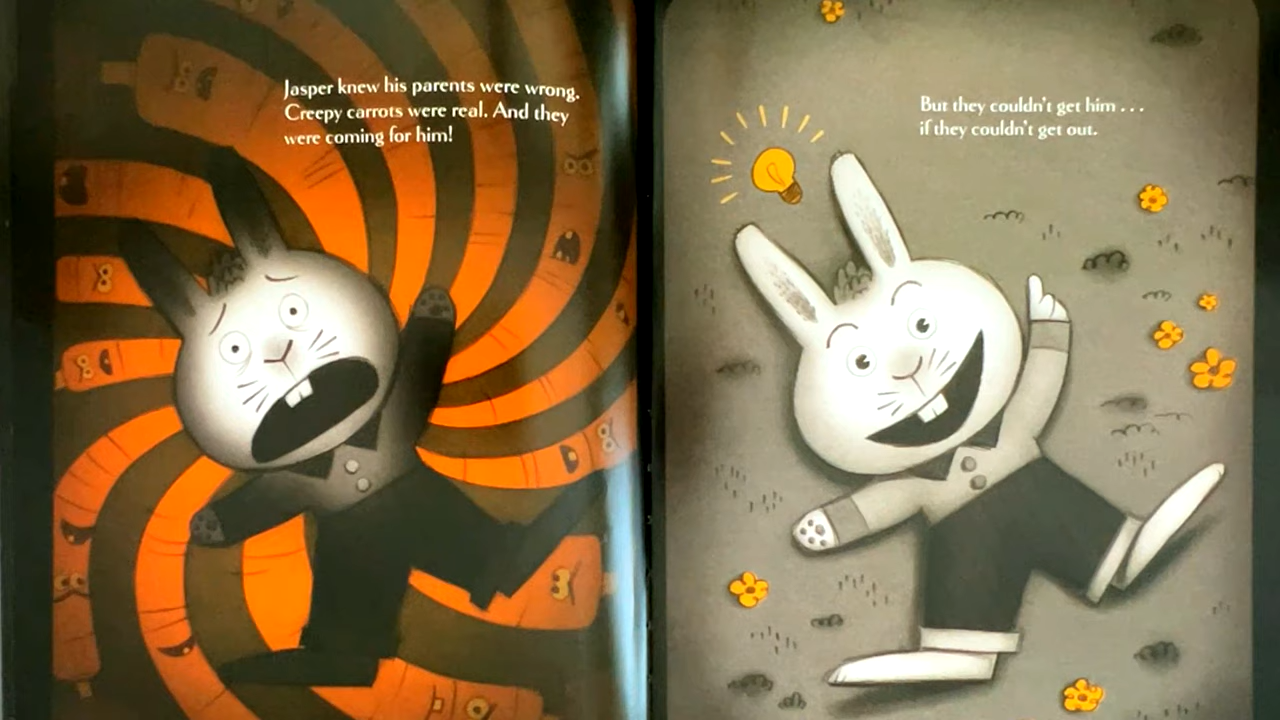 Jasper knew his parents were wrong.
Creepy carrots were real. And they
were coming for him!
But they couldn't get him . . .
if they couldn't get out.